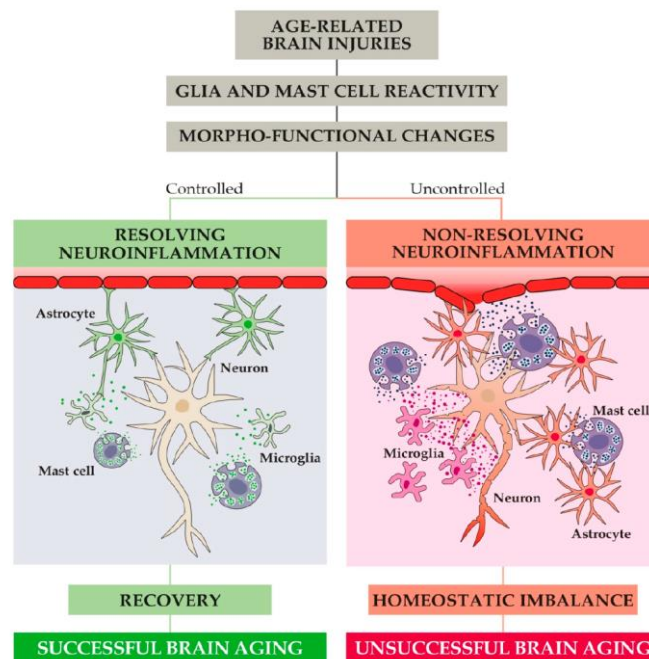 AGE-RELATED
BRAIN INJURIES
GLIA AND MAST CELL REACTIVITY
MORPHO-FUNCTIONAL CHANGES
Controlled
Uncontrolled
RESOLVING
NEUROINFLAMMATION
Astrocyte
Neuron
Mast cell
Microglia
RECOVERY
SUCCESSFUL BRAIN AGING
NON-RESOLVING
NEUROINFLAMMATION
Mast cell
Microglia
Neuron
Astrocyte
HOMEOSTATIC IMBALANCE
UNSUCCESSFUL BRAIN AGING